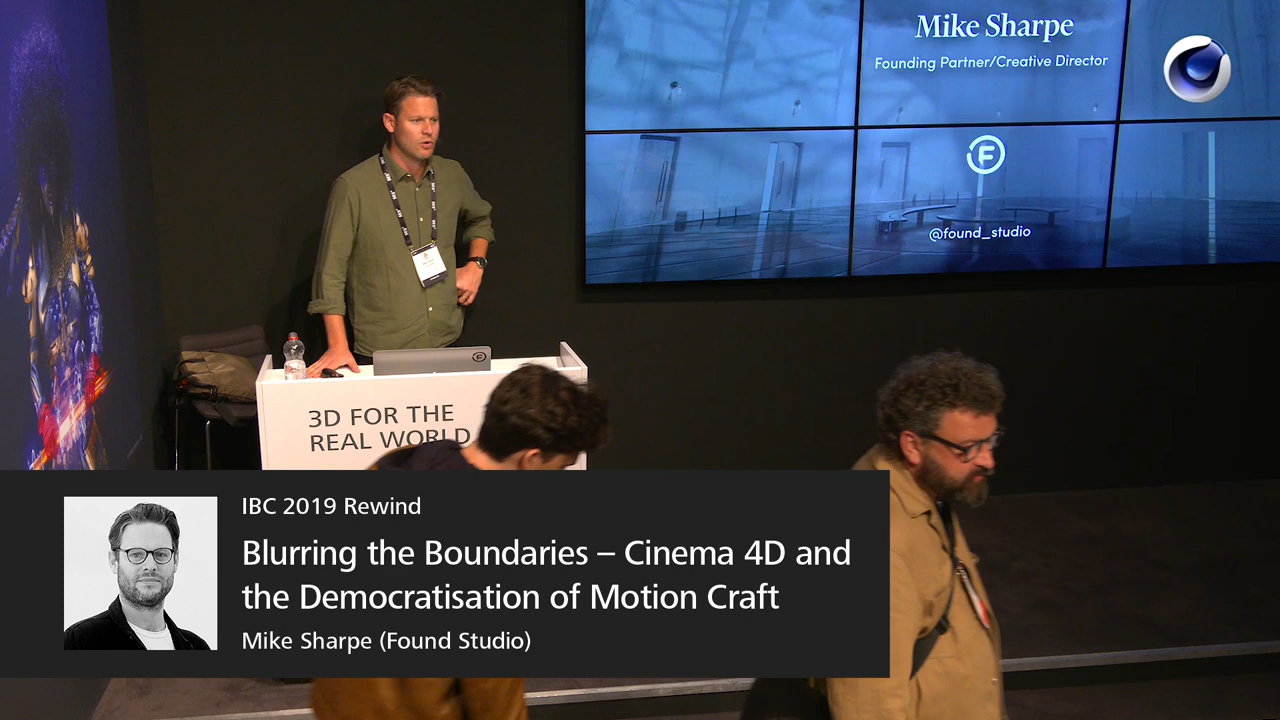 Mike Sharpe
Founding Partner/Creative Director
F
@found_studio
F
3D FOR THE
REAL WORLD
IBC 2019 Rewind
Blurring the Boundaries – Cinema 4D and
the Democratisation of Motion Craft
Mike Sharpe (Found Studio)